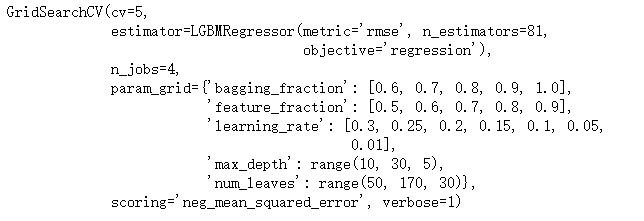 GridSearchCV(cv=5,
             estimator=LGBMRegressor(metric='rmse', n_estimators=81,
                                     objective='regression'),
             n_jobs=4,
             param_grid={'bagging_fraction': [0.6, 0.7, 0.8, 0.9, 1.0],
                         'feature_fraction': [0.5, 0.6, 0.7, 0.8, 0.9],
                         'learning_rate': [0.3, 0.25, 0.2, 0.15, 0.1, 0.05,
                                           0.01],
                         'max_depth': range(10, 30, 5),
                         'num_leaves': range(50, 170, 30)},
             scoring='neg_mean_squared_error', verbose=1)